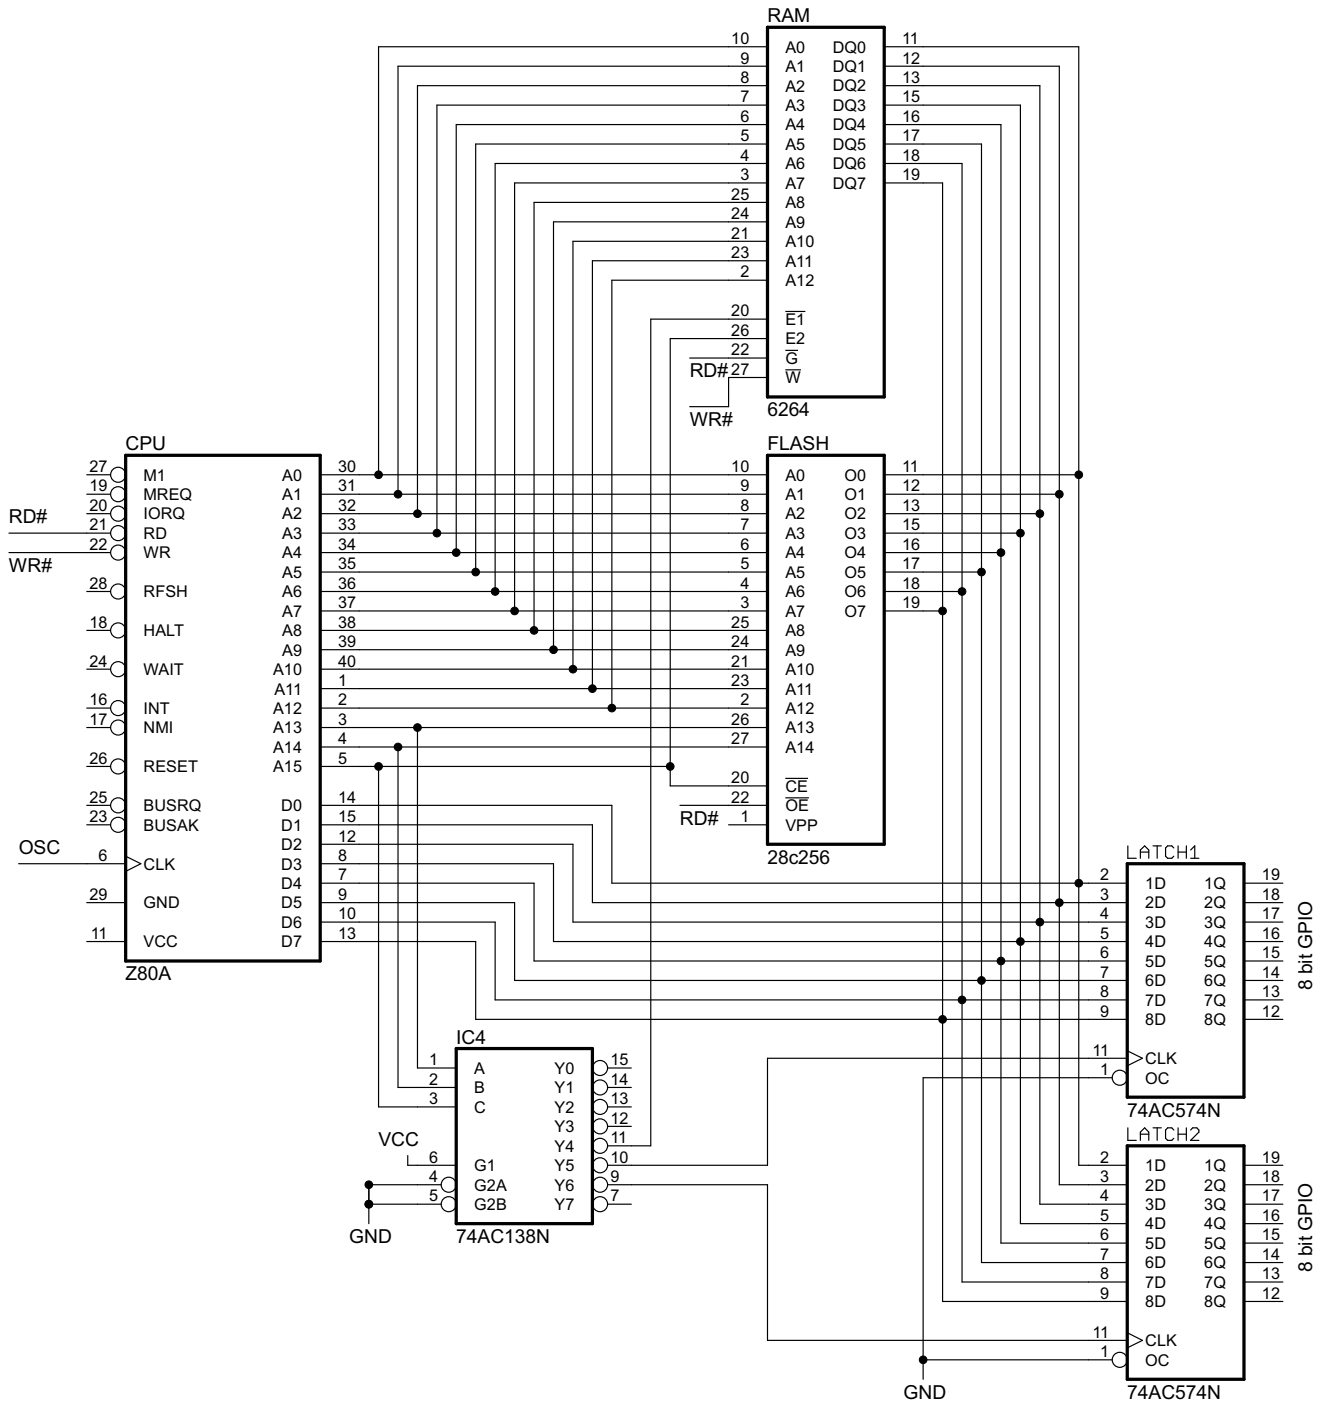 RAM
10 A0 DQ0 11
9 A1 DQ1 12
8 A2 DQ2 13
7 A3 DQ3 15
6 A4 DQ4 16
5 A5 DQ5 17
4 A6 DQ6 18
3 A7 DQ7 19
25 A8
24 A9
21 A10
23 A11
2 A12
20 E1
26 E2
22 G
RD#
27 W
WR#
6264
CPU
27 M1 A0 30
19 MREQ A1 31
20 IORQ A2 32
RD# 21 RD A3 33
WR# 22 WR A4 34
A5 35
28 RFSH A6 36
A7 37
18 HALT A8 38
A9 39
24 WAIT A10 40
A11 1
16 INT A12 2
17 NMI A13 3
A14 4
26 RESET A15 5
25 BUSRQ D0 14
23 BUSAK D1 15
D2 12
OSC 6 CLK D3 8
D4 7
29 GND D5 9
D6 10
11 VCC D7 13
Z80A
FLASH
10 A0 O0 11
9 A1 O1 12
8 A2 O2 13
7 A3 O3 15
6 A4 O4 16
5 A5 O5 17
4 A6 O6 18
3 A7 O7 19
25 A8
24 A9
21 A10
23 A11
2 A12
26 A13
27 A14
20 CE
22 OE
RD#
1 VPP
28c256
LATCH1
2 1D 1Q 19
3 2D 2Q 18
4 3D 3Q 17
5 4D 4Q 16
6 5D 5Q 15
7 6D 6Q 14
8 7D 7Q 13
9 8D 8Q 12
8 bit GPIO
11 CLK
1 OC
74AC574N
IC4
1 A Y0 15
2 B Y1 14
3 C Y2 13
Y3 12
Y4 11
VCC
6 G1 Y5 10
4 G2A Y6 9
5 G2B Y7 7
GND
74AC138N
LATCH2
2 1D 1Q 19
3 2D 2Q 18
4 3D 3Q 17
5 4D 4Q 16
6 5D 5Q 15
7 6D 6Q 14
8 7D 7Q 13
9 8D 8Q 12
8 bit GPIO
11 CLK
1 OC
GND
74AC574N